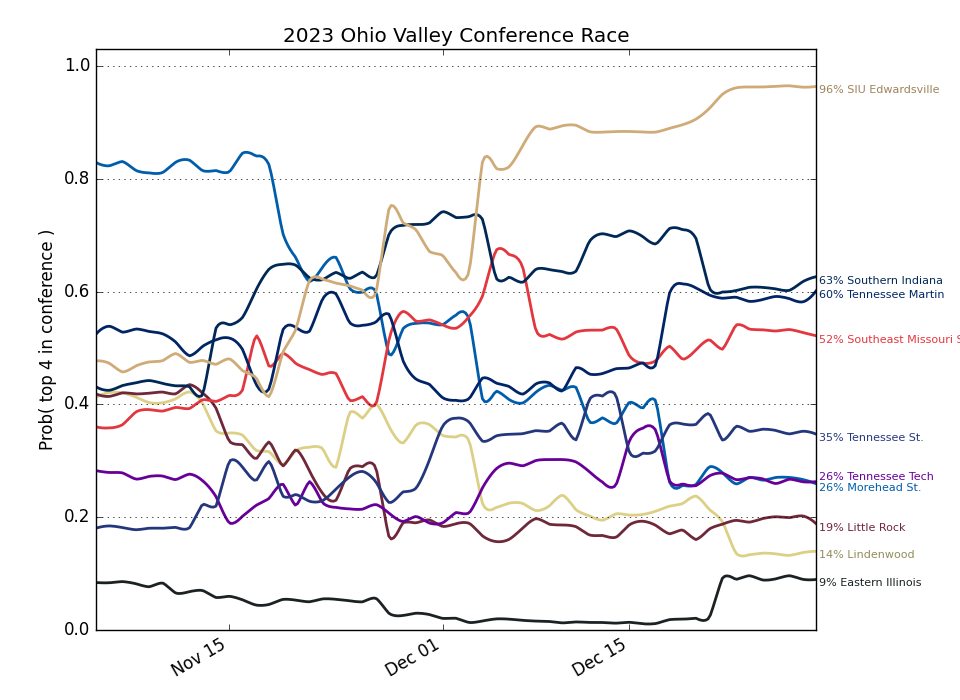 2023 Ohio Valley Conference Race
Prob( top 4 in conference )
1.0
0.8
0.6
0.4
0.2
0.0
Nov 15
Dec 01
Dec 15
96% SIU Edwardsville
63% Southern Indiana
60% Tennessee Martin
52% Southeast Missouri S
35% Tennessee St.
26% Tennessee Tech
26% Morehead St.
19% Little Rock
14% Lindenwood
9% Eastern Illinois